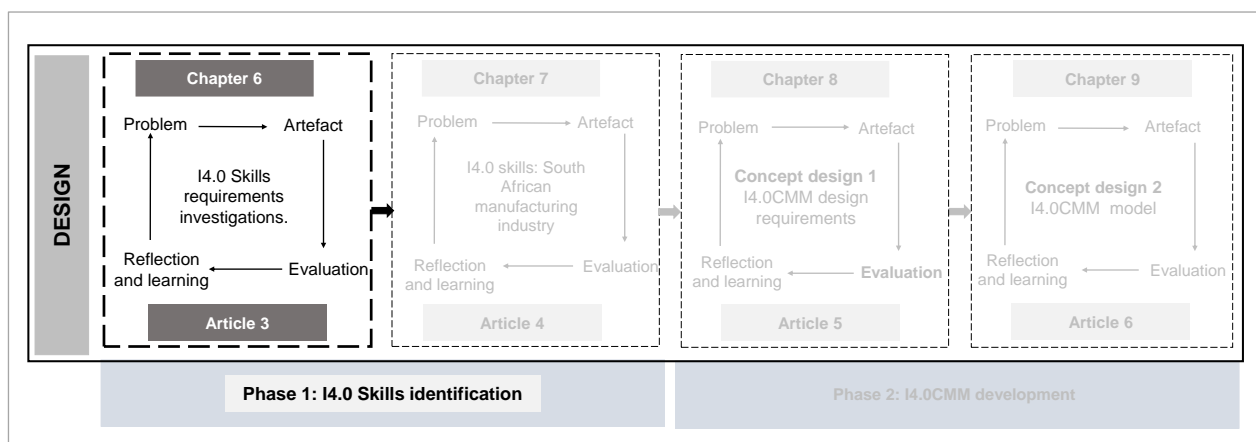 DESIGN
Chapter 6
Problem
Artefact
I4.0 Skills
requirements
investigations.
Reflection
and learning
Evaluation
Article 3
Chapter 7
Problem
Artefact
I4.0 skills: South
African
manufacturing
industry
Reflection
and learning
Evaluation
Article 4
Chapter 8
Problem
Artefact
Concept design 1
I4.0CMM design
requirements
Reflection
and learning
Evaluation
Article 5
Chapter 9
Problem
Artefact
Concept design 2
I4.0CMM model
Reflection
and learning
Evaluation
Article 6
Phase 1: I4.0 Skills identification
Phase 2: I4.0CMM development